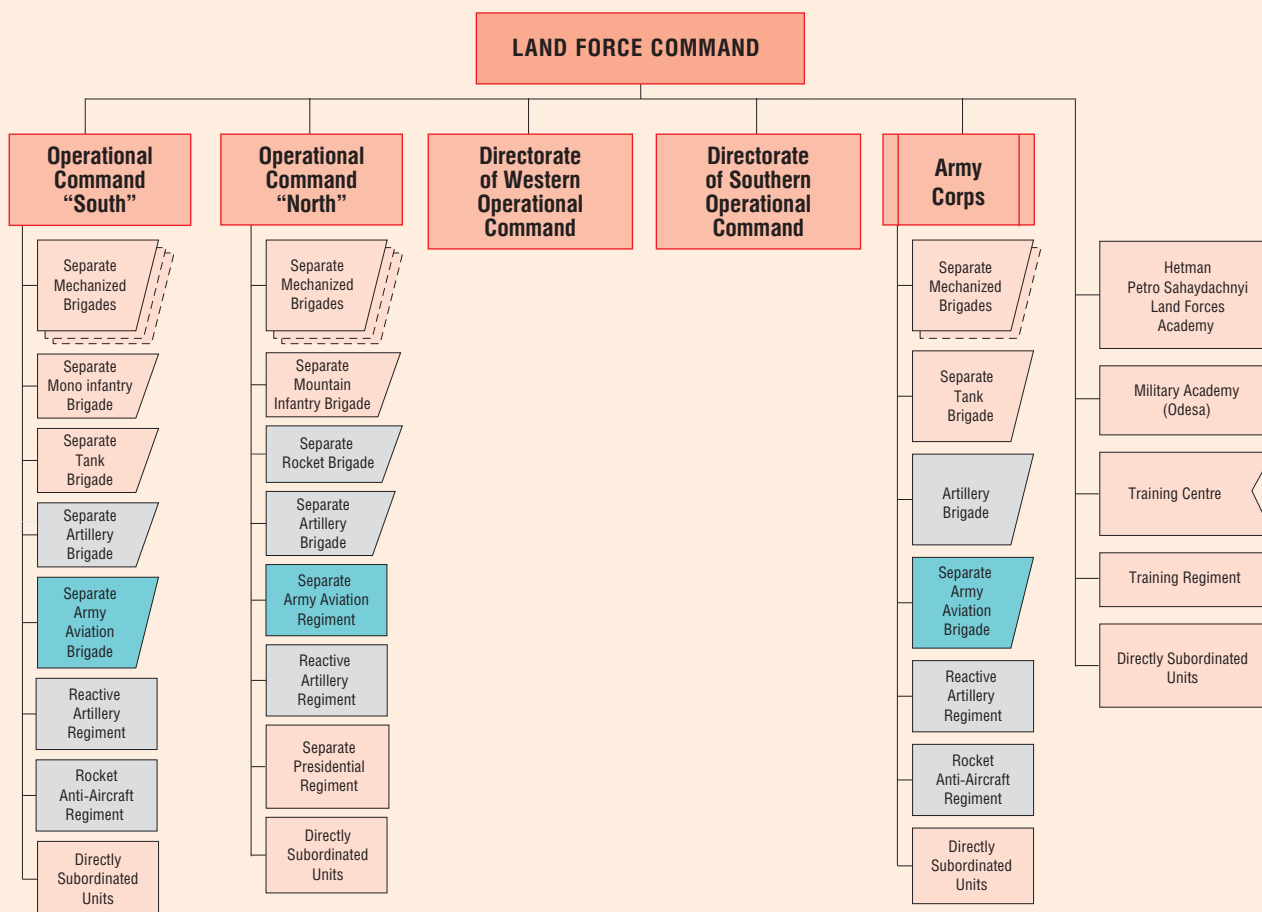 LAND FORCE COMMAND
Operational
Command
“South”
Separate
Mechanized
Brigades
Separate
Mono infantry
Brigade
Separate
Tank
Brigade
Separate
Artillery
Brigade
Separate
Army
Aviation
Brigade
Reactive
Artillery
Regiment
Rocket
Anti-Aircraft
Regiment
Directly
Subordinated
Units
Operational
Command
“North”
Separate
Mechanized
Brigades
Separate
Mountain
Infantry Brigade
Separate
Rocket Brigade
Separate
Artillery
Brigade
Separate
Army Aviation
Regiment
Reactive
Artillery
Regiment
Separate
Presidential
Regiment
Directly
Subordinated
Units
Directorate
of Western
Operational
Command
Directorate
of Southern
Operational
Command
Army
Corps
Separate
Mechanized
Brigades
Separate
Tank
Brigade
Artillery
Brigade
Separate
Army
Aviation
Brigade
Reactive
Artillery
Regiment
Rocket
Anti-Aircraft
Regiment
Directly
Subordinated
Units
Hetman
Petro Sahaydachnyi
Land Forces
Academy
Military Academy
(Odesa)
Training Centre
Training Regiment
Directly Subordinated
Units